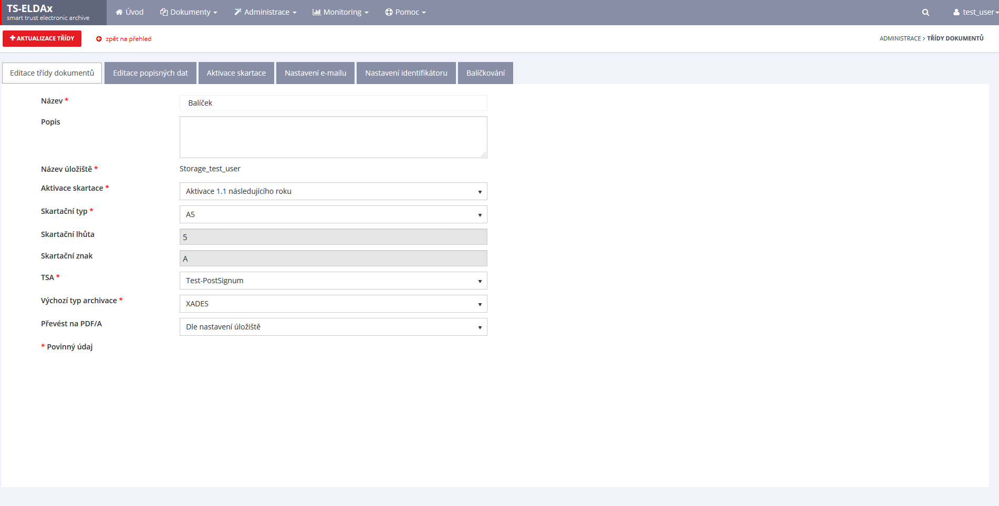 TS-ELDAx
smart trust electronic archive
Úvod
Dokumenty
Administrace
Monitoring
Pomoc
test_user
AKTUALIZACE TŘÍDY
zpět na přehled
ADMINISTRACE > TŘÍDY DOKUMENTŮ
Editace třídy dokumentů
Editace popisných dat
Aktivace skartace
Nastavení e-mailu
Nastavení identifikátoru
Balíčkování
Název *
Balíček
Popis
Název úložiště *
Storage_test_user
Aktivace skartace *
Aktivace 1.1 následujícího roku
Skartační typ *
A5
Skartační lhůta
5
Skartační znak
A
TSA *
Test-PostSignum
Výchozí typ archivace *
XADES
Převést na PDF/A
Dle nastavení úložiště
* Povinný údaj